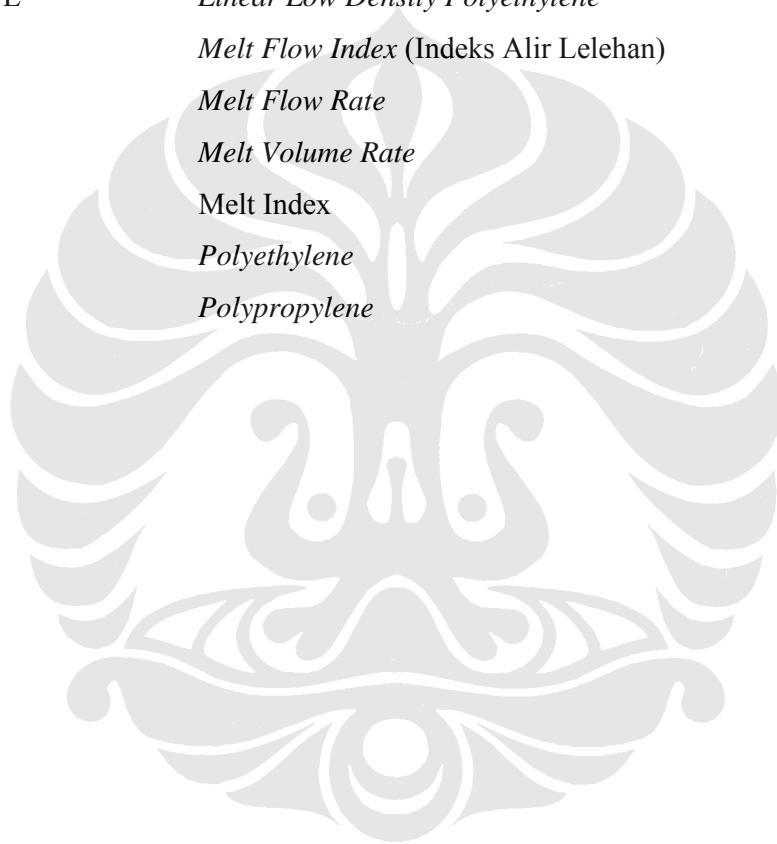 E Linear Low Density Polyethylene
Melt Flow Index (Indeks Alir Lelehan)
Melt Flow Rate
Melt Volume Rate
Melt Index
Polyethylene
Polypropylene